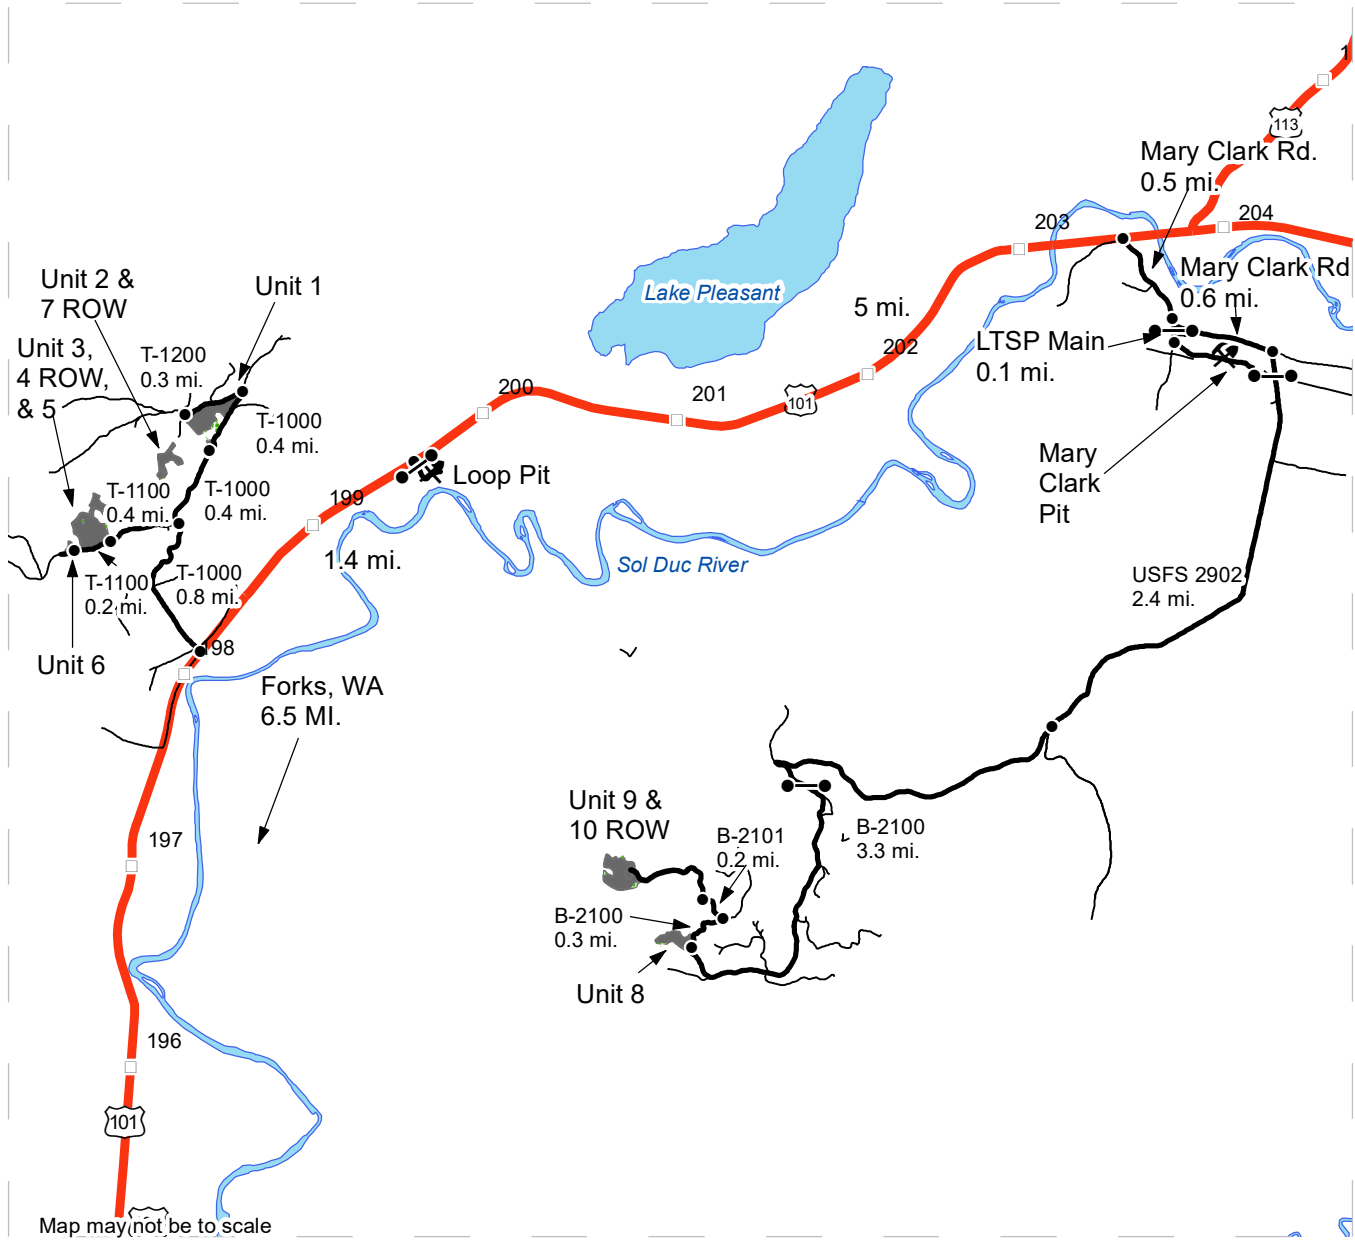 1
113
Mary Clark Rd.
0.5 mi.
203
204
Mary Clark Rd
0.6 mi.
Unit 2 &
7 ROW
Unit 1
Lake Pleasant
5 mi.
LTSP Main
0.1 mi.
Unit 3,
4 ROW,
& 5
T-1200
0.3 mi.
202
200
201
101
T-1000
0.4 mi.
Mary
Clark
Pit
Loop Pit
T-1100
0.4 mi.
T-1000
0.4 mi.
199
1.4 mi.
Sol Duc River
T-1100
0.2 mi.
T-1000
0.8 mi.
USFS 2902
2.4 mi.
198
Unit 6
Forks, WA
6.5 MI.
Unit 9 &
10 ROW
B-2101
0.2 mi.
B-2100
3.3 mi.
197
B-2100
0.3 mi.
Unit 8
196
101
Map may not be to scale